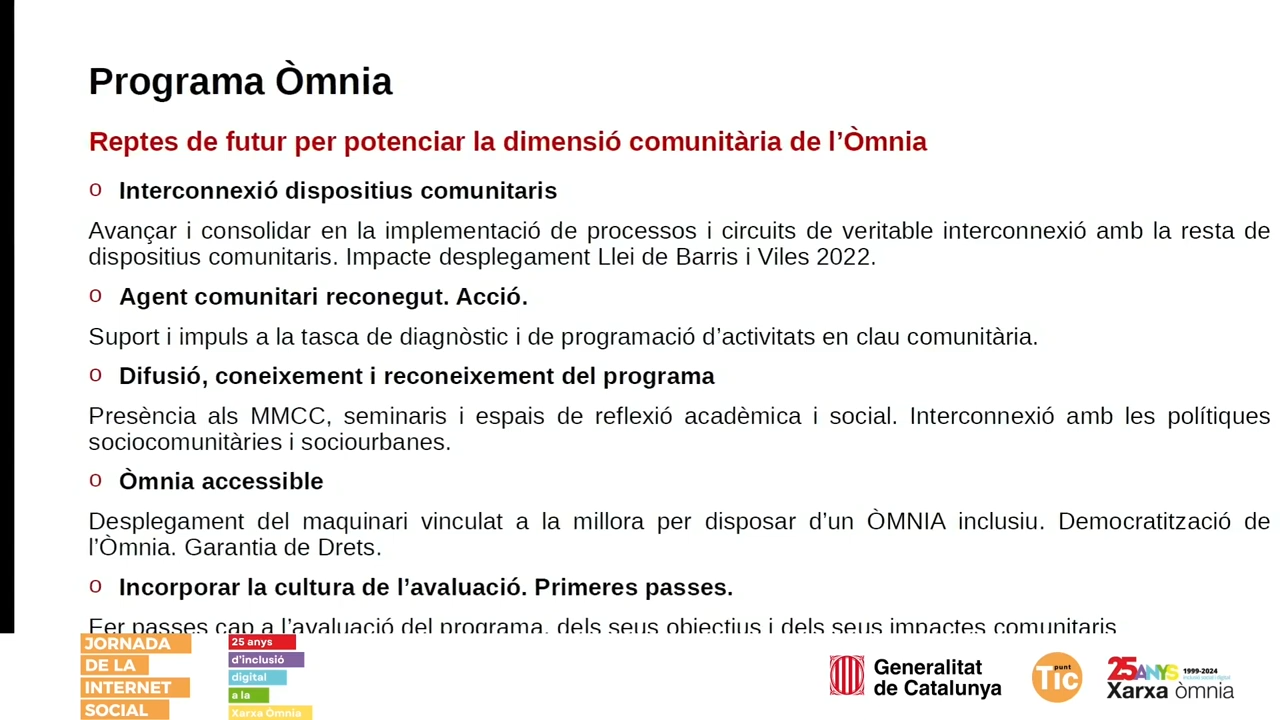 Programa Òmnia
Reptes de futur per potenciar la dimensió comunitària de l’Òmnia
o Interconnexió dispositius comunitaris
Avançar i consolidar en la implementació de processos i circuits de veritable interconnexió amb la resta de
dispositius comunitaris. Impacte desplegament Llei de Barris i Viles 2022.
o Agent comunitari reconegut. Acció.
Suport i impuls a la tasca de diagnòstic i de programació d’activitats en clau comunitària.
o Difusió, coneixement i reconeixement del programa
Presència als MMCC, seminaris i espais de reflexió acadèmica i social. Interconnexió amb les polítiques
sociocomunitàries i sociourbanes.
o Òmnia accessible
Desplegament del maquinari vinculat a la millora per disposar d’un ÒMNIA inclusiu. Democratització de
l’Òmnia. Garantia de Drets.
o Incorporar la cultura de l’avaluació. Primeres passes.
Fer passes cap a l’avaluació del programa, dels seus objectius i dels seus impactes comunitaris
JORNADA
DE LA
INTERNET
SOCIAL
25 anys
d’inclusió
digital
a la
Xarxa Òmnia
Generalitat
de Catalunya
punt
Tic
25ANYS 1999-2024
Xarxa òmnia